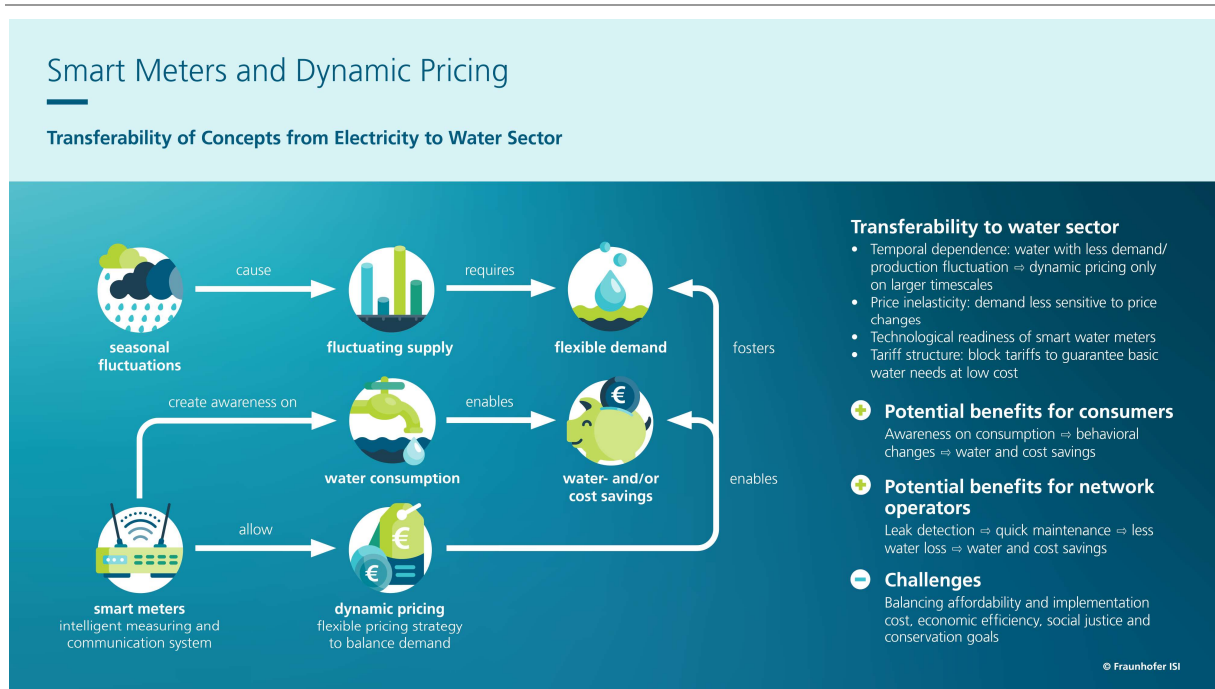 Smart Meters and Dynamic Pricing
Transferability of Concepts from Electricity to Water Sector
cause
requires
seasonal
fluctuations
fluctuating supply
flexible demand
fosters
create awareness on
enables
€
water consumption
water- and/or
cost savings
enables
allow
€
€
smart meters
intelligent measuring and
communication system
dynamic pricing
flexible pricing strategy
to balance demand
Transferability to water sector
• Temporal dependence: water with less demand/
production fluctuation ⇨ dynamic pricing only
on larger timescales
• Price inelasticity: demand less sensitive to price
changes
• Technological readiness of smart water meters
• Tariff structure: block tariffs to guarantee basic
water needs at low cost
Potential benefits for consumers
Awareness on consumption ⇨ behavioral
changes ⇨ water and cost savings
Potential benefits for network
operators
Leak detection ⇨ quick maintenance ⇨ less
water loss ⇨ water and cost savings
Challenges
Balancing affordability and implementation
cost, economic efficiency, social justice and
conservation goals
© Fraunhofer ISI